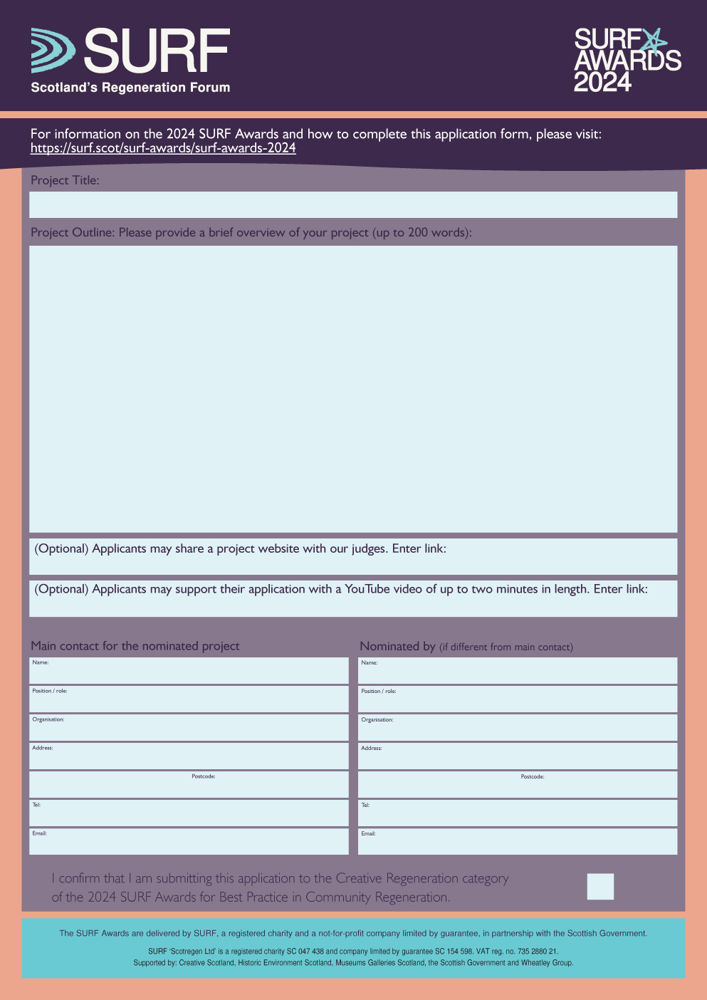 SURF
Scotland's Regeneration Forum
SURF
AWARDS
2024
For information on the 2024 SURF Awards and how to complete this application form, please visit:
https://surf.scot/surf-awards/surf-awards-2024
Project Title:
Project Outline: Please provide a brief overview of your project (up to 200 words):
(Optional) Applicants may share a project website with our judges. Enter link:
(Optional) Applicants may support their application with a YouTube video of up to two minutes in length. Enter link:
Main contact for the nominated project
Name:
Position / role:
Organisation:
Address:
Postcode:
Tel:
Email:
Nominated by (if different from main contact)
Name:
Position / role:
Organisation:
Address:
Postcode:
Tel:
Email:
I confirm that I am submitting this application to the Creative Regeneration category
of the 2024 SURF Awards for Best Practice in Community Regeneration.
The SURF Awards are delivered by SURF, a registered charity and a not-for-profit company limited by guarantee, in partnership with the Scottish Government.
SURF ‘Scotregen Ltd’ is a registered charity SC 047 438 and company limited by guarantee SC 154 598. VAT reg. no. 735 2880 21.
Supported by: Creative Scotland, Historic Environment Scotland, Museums Galleries Scotland, the Scottish Government and Wheatley Group.